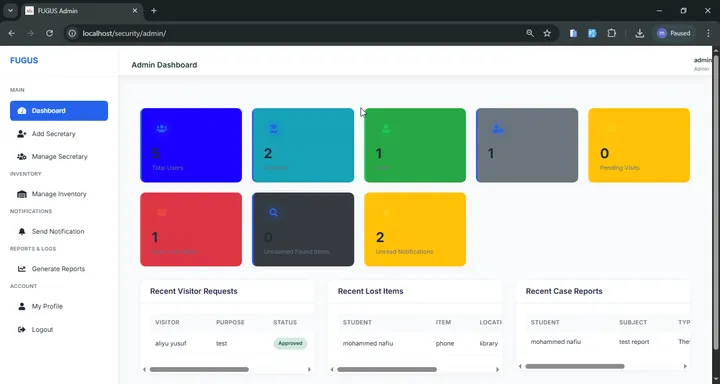 FUGUS Admin
localhost/security/admin/
Paused
FUGUS
Admin Dashboard
admin
Admin
MAIN
Dashboard
Add Secretary
Manage Secretary
INVENTORY
Manage Inventory
NOTIFICATIONS
Send Notification
REPORTS & LOGS
Generate Reports
ACCOUNT
My Profile
Logout
Total Users
2
1
1
0
Pending Visits
1
0
Unclaimed Found Items
2
Unread Notifications
Recent Visitor Requests
VISITOR PURPOSE STATUS
aliyu yusuf test Approved
Recent Lost Items
STUDENT ITEM LOCATI
mohammed nafiu phone library
Recent Case Reports
STUDENT SUBJECT TYP
mohammed nafiu test report The